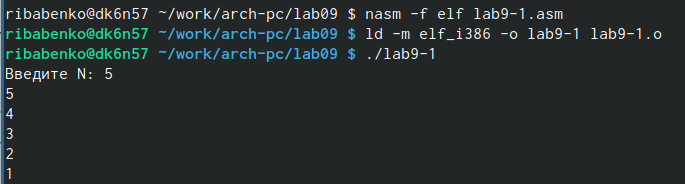 ribabenko@dk6n57 ~/work/arch-pc/lab09 $ nasm -f elf lab9-1.asm
ribabenko@dk6n57 ~/work/arch-pc/lab09 $ ld -m elf_i386 -o lab9-1 lab9-1.o
ribabenko@dk6n57 ~/work/arch-pc/lab09 $ ./lab9-1
Введите N: 5
5
4
3
2
1